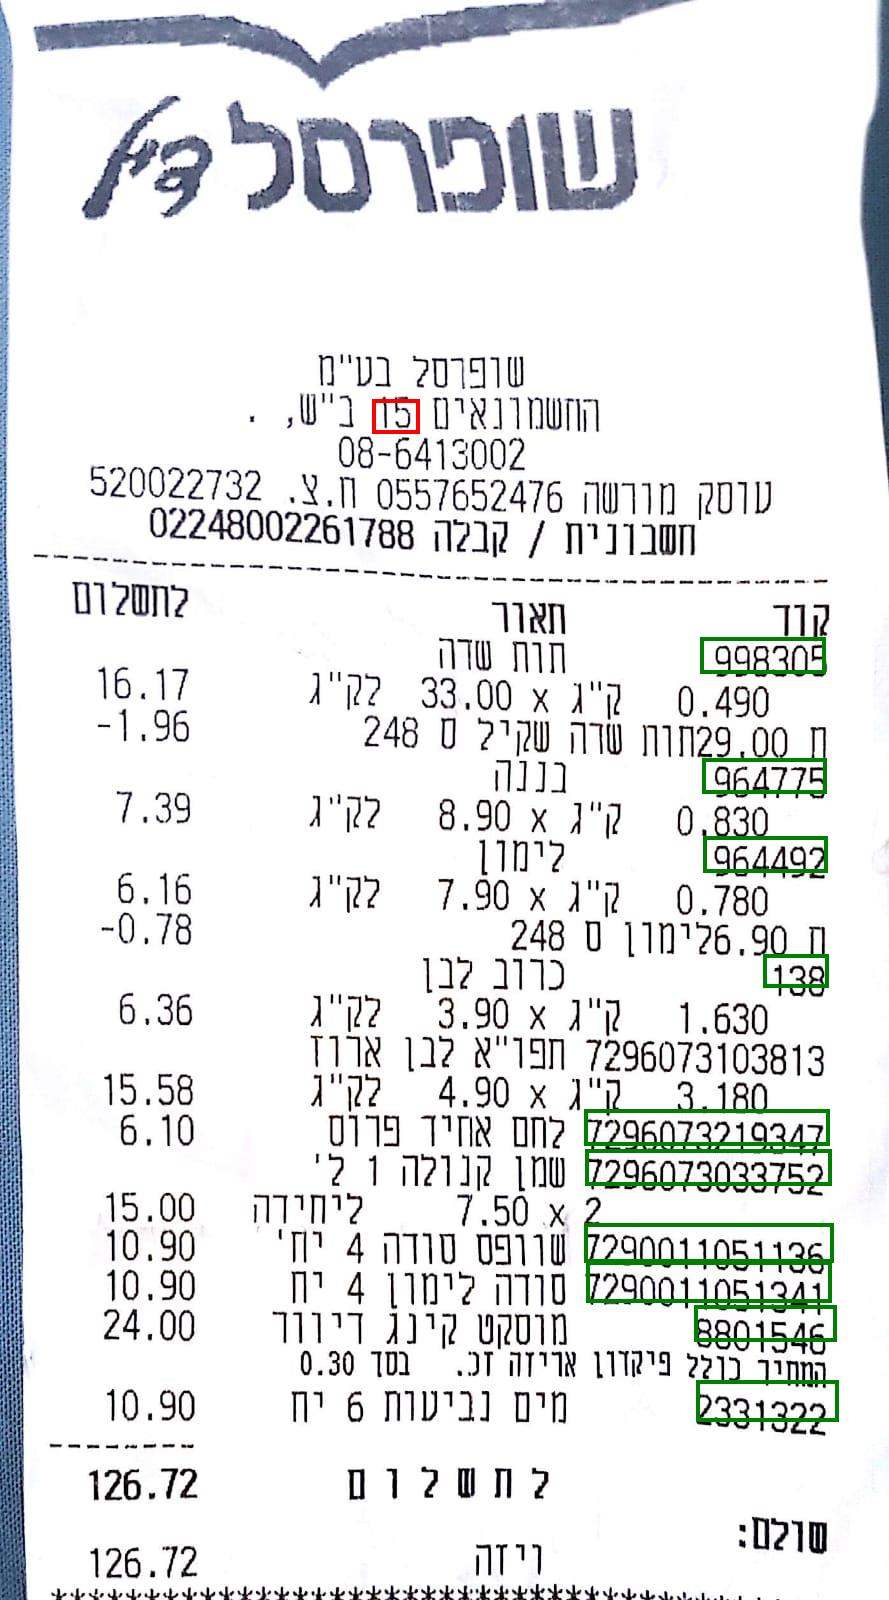 שופרסל דיל
שופרסל בע"מ
החשמונאים 15 ב"ש, .
08-6413002
עוסק מורשה 0557652476 ח.צ. 520022732
חשבונית / קבלה 02248002261788
קוד תאור לתשלום
998305 תות שדה
0.490 ק"ג x 33.00 לק"ג 16.17
ח 29.00תות שדה שקיל ס 248 -1.96
964775 בננה
0.830 ק"ג x 8.90 לק"ג 7.39
964492 לימון
0.780 ק"ג x 7.90 לק"ג 6.16
ח 6.90לימון ס 248 -0.78
138 כרוב לבן
1.630 ק"ג x 3.90 לק"ג 6.36
7296073103813 תפו"א לבן ארוז
3.180 ק"ג x 4.90 לק"ג 15.58
7296073219347 לחם אחיד פרוס 6.10
7296073033752 שמן קנולה 1 ל'
2 x 7.50 ליחידה 15.00
7290011051136 שוופס סודה 4 יח' 10.90
7290011051341 סודה לימון 4 יח 10.90
8801546 מוסקט קינג דיווד 24.00
המחיר כולל פיקדון אריזה זכ. בסך 0.30
2331322 מים נביעות 6 יח 10.90
לתשלום 126.72
שולם:
ויזה 126.72